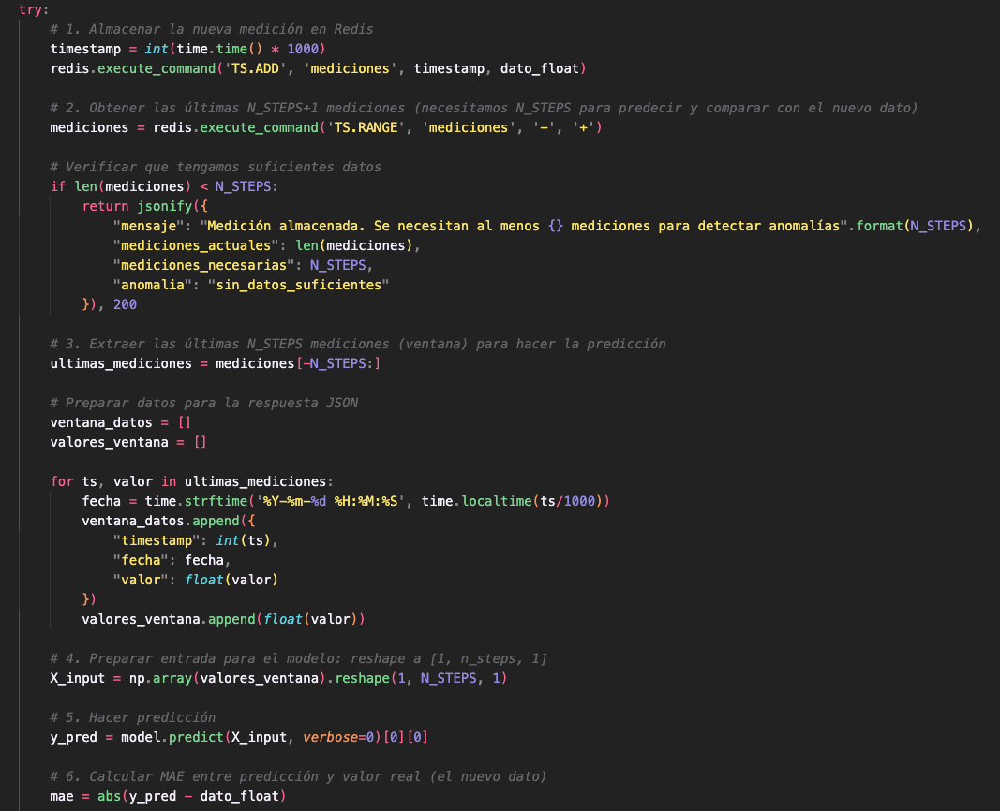 try:
    # 1. Almacenar la nueva medición en Redis
    timestamp = int(time.time() * 1000)
    redis.execute_command('TS.ADD', 'mediciones', timestamp, dato_float)

    # 2. Obtener las últimas N_STEPS+1 mediciones (necesitamos N_STEPS para predecir y comparar con el nuevo dato)
    mediciones = redis.execute_command('TS.RANGE', 'mediciones', '-', '+')

    # Verificar que tengamos suficientes datos
    if len(mediciones) < N_STEPS:
        return jsonify({
            "mensaje": "Medición almacenada. Se necesitan al menos {} mediciones para detectar anomalías".format(N_STEPS),
            "mediciones_actuales": len(mediciones),
            "mediciones_necesarias": N_STEPS,
            "anomalia": "sin_datos_suficientes"
        }), 200

    # 3. Extraer las últimas N_STEPS mediciones (ventana) para hacer la predicción
    ultimas_mediciones = mediciones[-N_STEPS:]

    # Preparar datos para la respuesta JSON
    ventana_datos = []
    valores_ventana = []

    for ts, valor in ultimas_mediciones:
        fecha = time.strftime('%Y-%m-%d %H:%M:%S', time.localtime(ts/1000))
        ventana_datos.append({
            "timestamp": int(ts),
            "fecha": fecha,
            "valor": float(valor)
        })
        valores_ventana.append(float(valor))

    # 4. Preparar entrada para el modelo: reshape a [1, n_steps, 1]
    X_input = np.array(valores_ventana).reshape(1, N_STEPS, 1)

    # 5. Hacer predicción
    y_pred = model.predict(X_input, verbose=0)[0][0]

    # 6. Calcular MAE entre predicción y valor real (el nuevo dato)
    mae = abs(y_pred - dato_float)